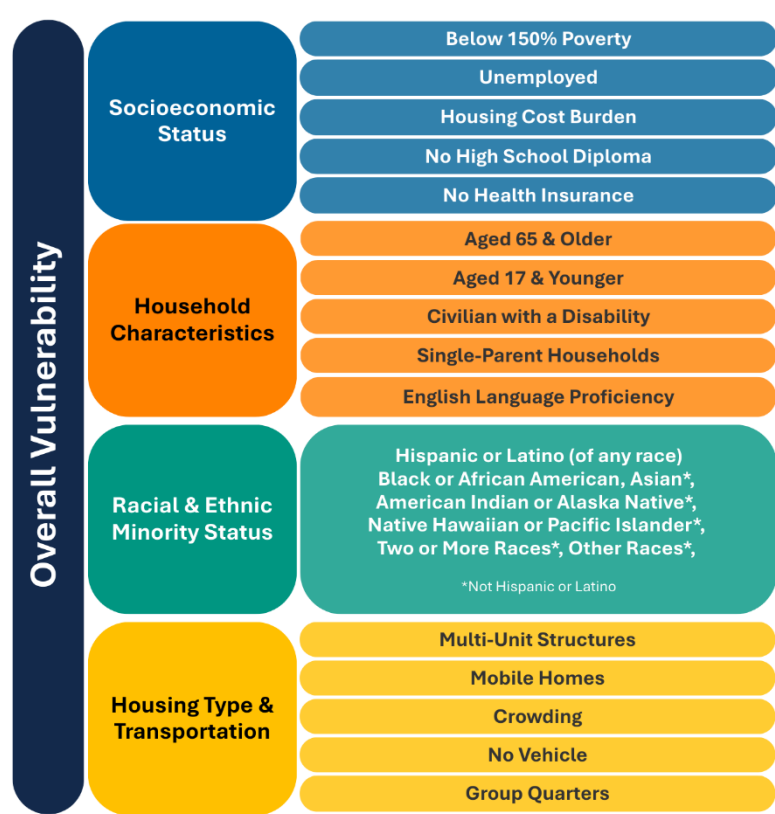 Overall Vulnerability
Socioeconomic
Status
Below 150% Poverty
Unemployed
Housing Cost Burden
No High School Diploma
No Health Insurance
Household
Characteristics
Aged 65 & Older
Aged 17 & Younger
Civilian with a Disability
Single-Parent Households
English Language Proficiency
Racial & Ethnic
Minority Status
Hispanic or Latino (of any race)
Black or African American, Asian*,
American Indian or Alaska Native*,
Native Hawaiian or Pacific Islander*,
Two or More Races*, Other Races*,
*Not Hispanic or Latino
Housing Type &
Transportation
Multi-Unit Structures
Mobile Homes
Crowding
No Vehicle
Group Quarters